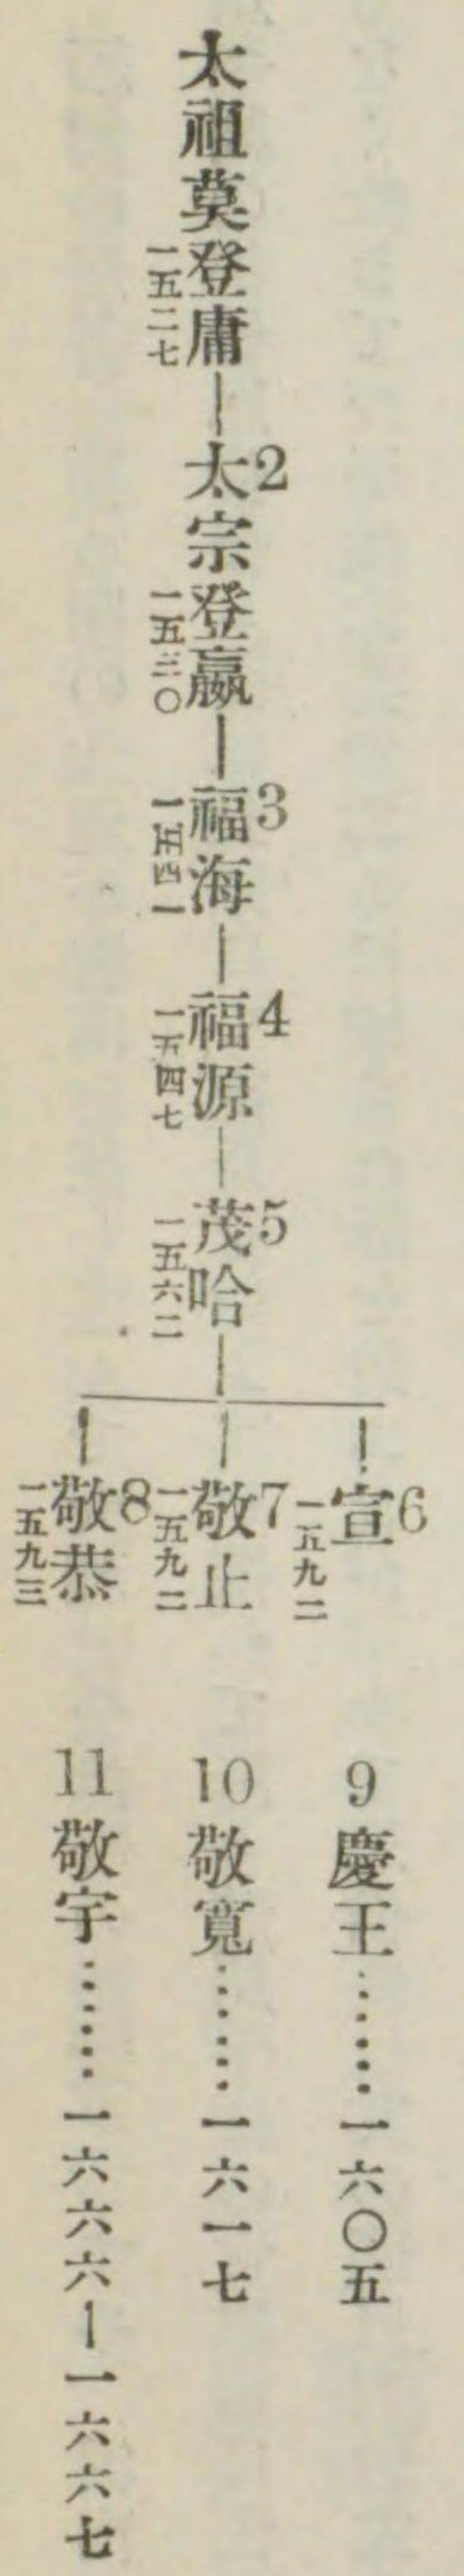 太祖莫登庸
一五二七
2
太宗登嬴
一五三〇
3
福海
一五四一
4
福源
一五四七
5
茂哈
一五六二
6
宣
一五九二
7
敬止
一五九二
8
敬恭
一五九三
9慶王……一六〇五
10敬寬……一六一七
11敬宇……一六六六—一六六七